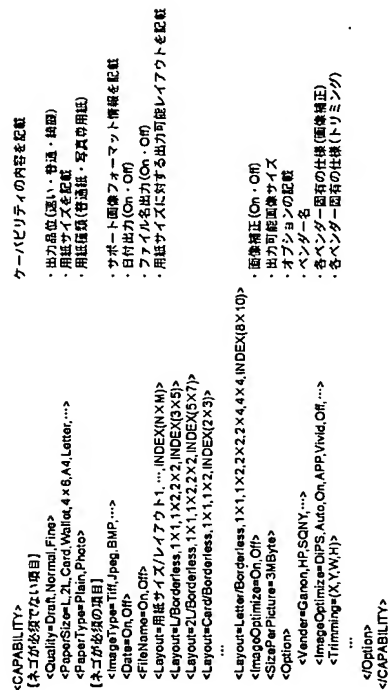 <CAPABILITY>
ケーパビリティの内容を記載
[ネゴが必須でない項目]
<Quality=Draft,Normal,Fine>
・出力品位(速い・普通・綺麗)
<PaperSize=L,2L,Card,Wallet,4×6,A4,Letter,…>
・用紙サイズを記載
<PaperType=Plain,Photo>
・用紙種類(普通紙・写真専用紙)
[ネゴが必須の項目]
<ImageType=Tiff,Jpeg,BMP,…>
・サポート画像フォーマット情報を記載
<Date=On,Off>
・日付出力(On・Off)
<FileName=On,Off>
・ファイル名出力(On・Off)
<Layout=用紙サイズ/レイアウト1, …,INDEX(N×M)>
・用紙サイズに対する出力可能レイアウトを記載
<Layout=L/Borderless,1×1,1×2,2×2,INDEX(3×5)>
<Layout=2L/Borderless,1×1,1×2,2×2,INDEX(5×7)>
<Layout=Card/Borderless,1×1,1×2,INDEX(2×3)>
…
<Layout=Letter/Borderless,1×1,1×2,2×2,2×4,4×4,INDEX(8×10)>
<ImageOptimize=On,Off>
・画像補正(On・Off)
<SizePerPicture=3MByte>
・出力可能画像サイズ
<Option>
・オプションの記載
<Vender=Canon,HP,SONY,…>
・ベンダー名
<ImageOptimize=DiPS,Auto,On,APP,Vivid,Off,…>
・各ベンダー固有の仕様(画像補正)
<Trimming=(X,Y,W,H)>
・各ベンダー固有の仕様(トリミング)
…
</Option>
</CAPABILITY>